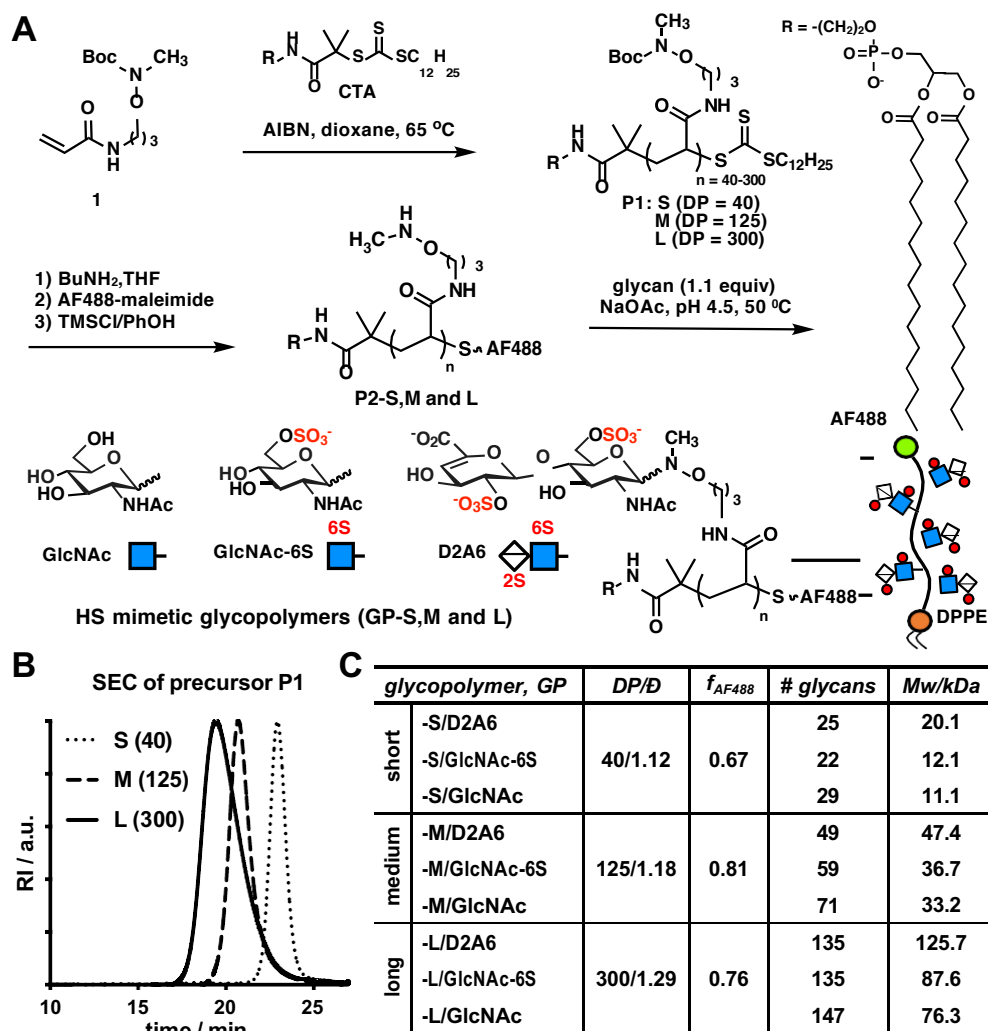 A
Boc
N
CH3
O
O
( )3
N
H
1
R
H
N
O
S
S
SC12H25
CTA
AIBN, dioxane, 65 oC
CH3
Boc
N
O
( )3
O
NH
R
H
N
O
n = 40-300
S
S
SC12H25
P1: S (DP = 40)
M (DP = 125)
L (DP = 300)
R = -(CH2)2
O
O
P
O-
O
O
O
O
O
1) BuNH2,THF
2) AF488-maleimide
3) TMSCl/PhOH
H3C
H
N
O
( )3
O
NH
R
H
N
O
n
S
AF488
P2-S,M and L
glycan (1.1 equiv)
NaOAc, pH 4.5, 50 0C
OH
HO
HO
O
NHAc
GlcNAc
OSO3-
HO
HO
O
NHAc
6S
GlcNAc-6S
-O2C
HO
O
-O3SO
O
OSO3-
HO
O
NHAc
CH3
N
O
( )3
NH
O
6S
D2A6
2S
R
H
N
O
n
S
AF488
AF488
DPPE
HS mimetic glycopolymers (GP-S,M and L)
B
SEC of precursor P1
S (40)
M (125)
L (300)
RI / a.u.
10 15 20 25
time / min
C
glycopolymer, GP DP/Đ fAF488 # glycans Mw/kDa
short
-S/D2A6 25 20.1
-S/GlcNAc-6S 40/1.12 0.67 22 12.1
-S/GlcNAc 29 11.1
medium
-M/D2A6 49 47.4
-M/GlcNAc-6S 125/1.18 0.81 59 36.7
-M/GlcNAc 71 33.2
long
-L/D2A6 135 125.7
-L/GlcNAc-6S 300/1.29 0.76 135 87.6
-L/GlcNAc 147 76.3